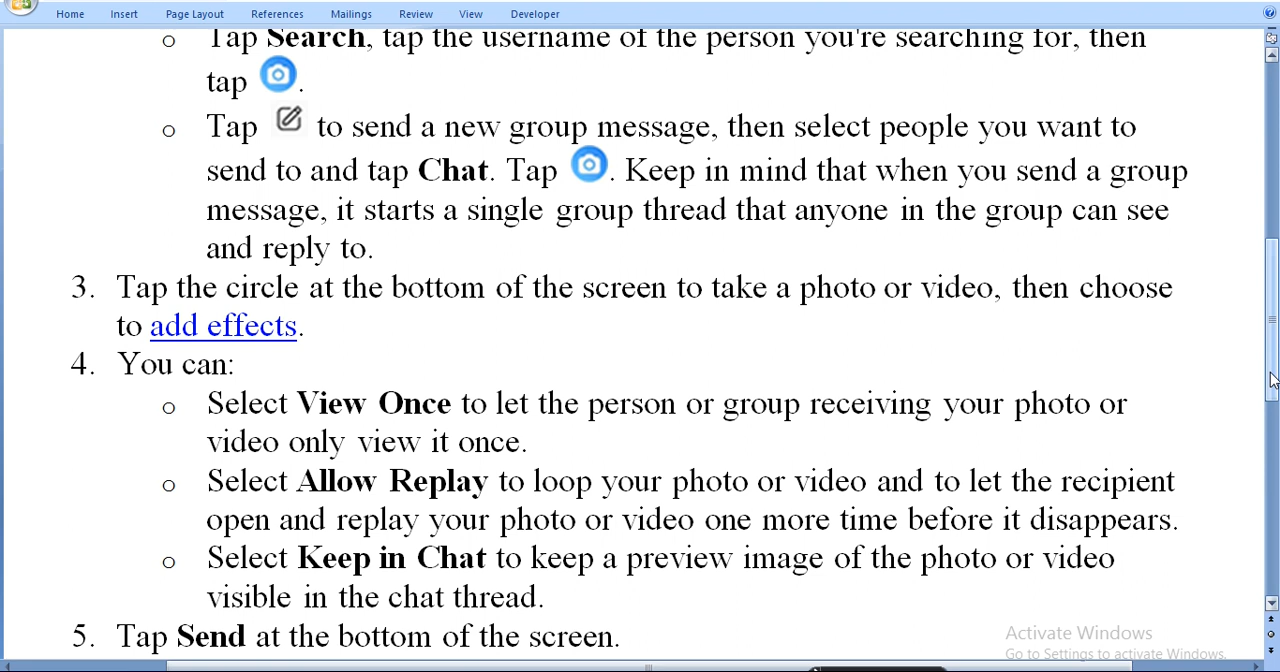 Home Insert Page Layout References Mailings Review View Developer
o Tap Search, tap the username of the person you're searching for, then
tap .
o Tap to send a new group message, then select people you want to
send to and tap Chat. Tap . Keep in mind that when you send a group
message, it starts a single group thread that anyone in the group can see
and reply to.
3. Tap the circle at the bottom of the screen to take a photo or video, then choose
to add effects.
4. You can:
o Select View Once to let the person or group receiving your photo or
video only view it once.
o Select Allow Replay to loop your photo or video and to let the recipient
open and replay your photo or video one more time before it disappears.
o Select Keep in Chat to keep a preview image of the photo or video
visible in the chat thread.
5. Tap Send at the bottom of the screen.
Activate Windows
Go to Settings to activate Windows.